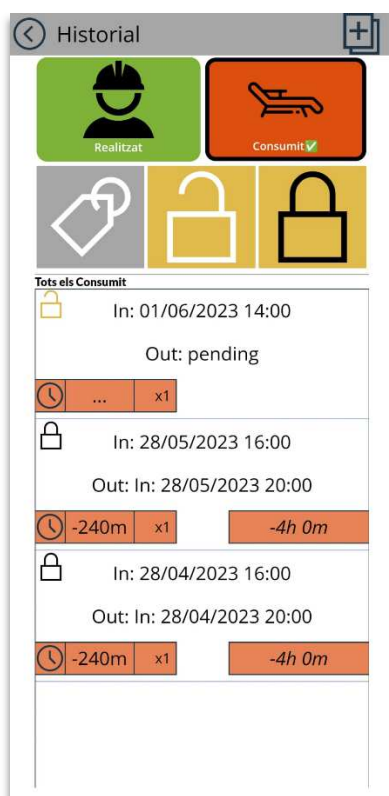 Historial
Realizat
Consumit✅
Tots els Consumit
In: 01/06/2023 14:00
Out: pending
... x1
In: 28/05/2023 16:00
Out: In: 28/05/2023 20:00
-240m x1 -4h 0m
In: 28/04/2023 16:00
Out: In: 28/04/2023 20:00
-240m x1 -4h 0m